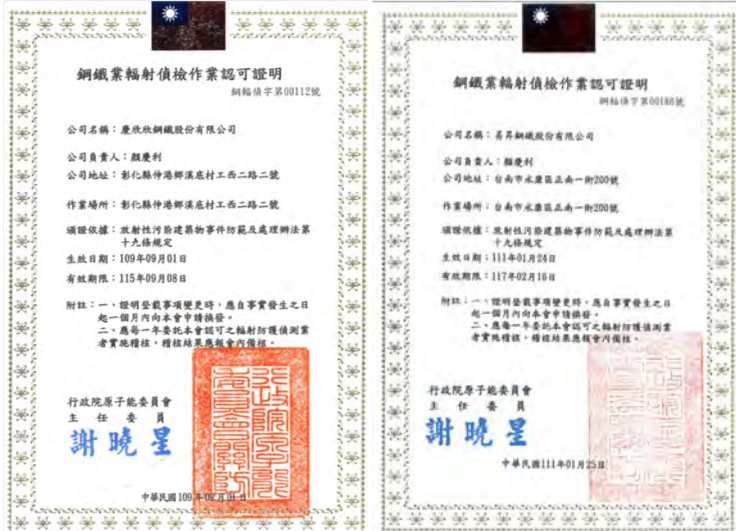 鋼鐵業輻射偵檢作業認可證明
鋼輻偵字第00112號
公司名稱：慶欣欣鋼鐵股份有限公司
公司負責人：顏慶利
公司地址：彰化縣伸港鄉溪底村工西二路二號
作業場所：彰化縣伸港鄉溪底村工西二路二號
頒證依據：放射性污染建築物事件防範及處理辦法第
十九條規定
生效日期：109年09月01日
有效期限：115年09月08日
附註：一、證明登載事項變更時，應自事實發生之日
起一個月內向本會申請換發。
二、應每一年委託本會認可之輻射防護偵測業
者實施稽核，稽核結果應報會內備核。
行政院原子能委員會
主任委員
謝曉星
中華民國109年09月01日
鋼鐵業輻射偵檢作業認可證明
鋼輻偵字第00186號
公司名稱：易昇鋼鐵股份有限公司
公司負責人：顏慶利
公司地址：台南市永康區正南一街200號
作業場所：台南市永康區正南一街200號
頒證依據：放射性污染建築物事件防範及處理辦法第
十九條規定
生效日期：111年01月24日
有效期限：117年02月16日
附註：一、證明登載事項變更時，應自事實發生之日
起一個月內向本會申請換發。
二、應每一年委託本會認可之輻射防護偵測業
者實施稽核，稽核結果應報會內備核。
行政院原子能委員會
主任委員
謝曉星
中華民國111年01月25日